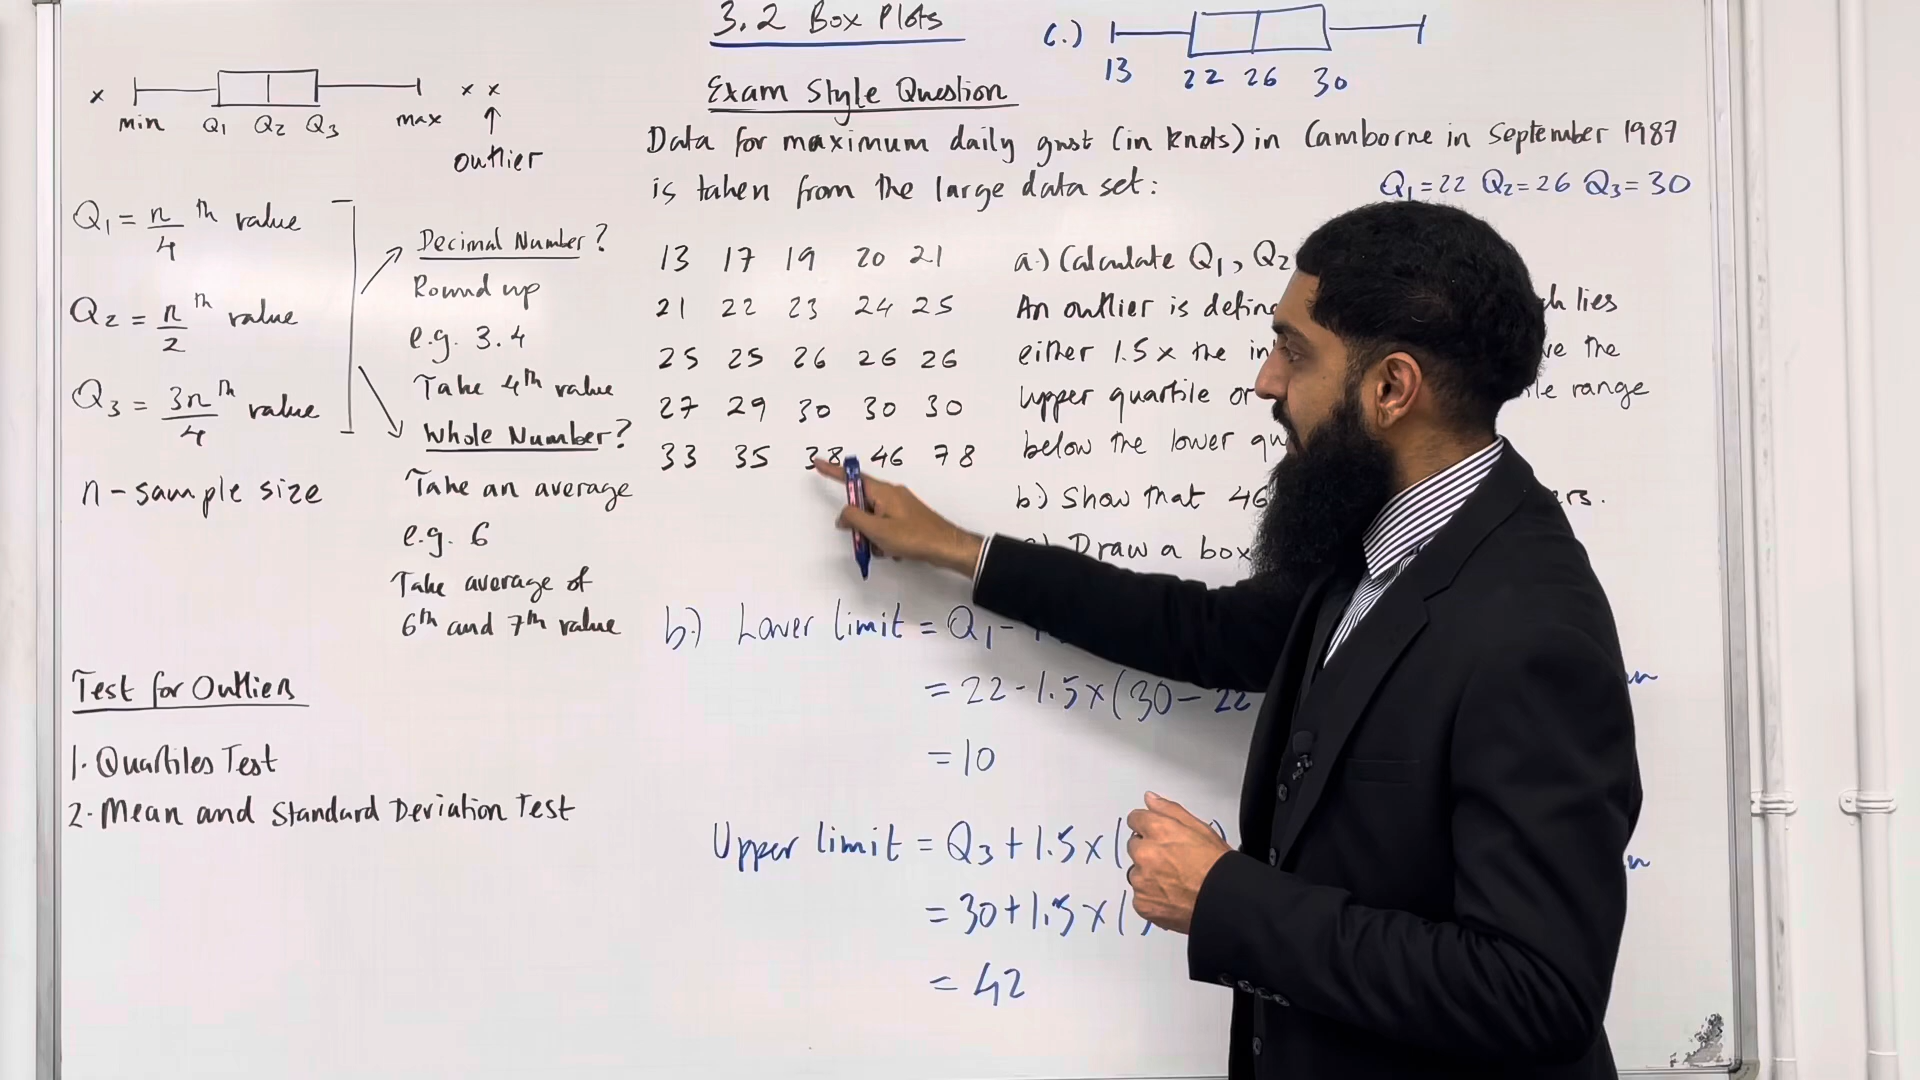 3.2 Box Plots
Exam Style Question
c.)
13 22 26 30
x x x
min Q1 Q2 Q3 max
outlier
Q1 = n/4 th value
Q2 = n/2 th value
Q3 = 3n/4 th value
n - sample size
Decimal Number?
Round up
e.g. 3.4
Take 4th value
Whole Number?
Take an average
e.g. 6
Take average of
6th and 7th value
Test for Outliers
1. Quartiles Test
2. Mean and Standard Deviation Test
Data for maximum daily gust (in knots) in Camborne in September 1987
is taken from the large data set:
Q1=22 Q2=26 Q3=30
13 17 19 20 21
21 22 23 24 25
25 25 26 26 26
27 29 30 30 30
33 35 38 46 78
a.) Calculate Q1, Q2
An outlier is lies
either 1.5 x the the
upper quartile or range
below the lower
b.) Show that 46
Draw a box
b.) Lower limit = Q1 -
= 22 - 1.5 x (30 - 22
= 10
Upper limit = Q3 + 1.5 x (
= 30 + 1.5 x (
= 42